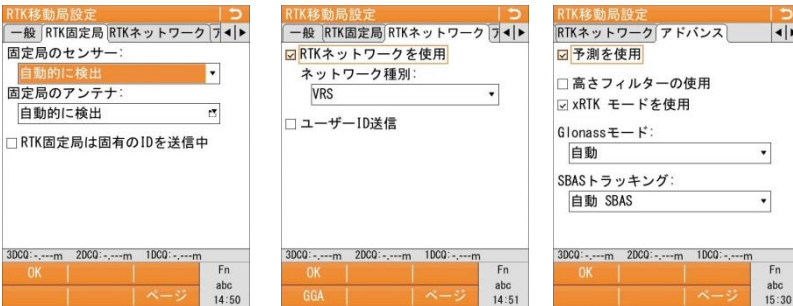 RTK移動局設定
一般 RTK固定局 RTKネットワーク ア
固定局のセンサー:
自動的に検出
固定局のアンテナ:
自動的に検出
RTK固定局は固有のIDを送信中
3DCQ:-.---m 2DCQ:-.---m 1DCQ:-.---m
OK Fn
abc
ページ 14:50
RTK移動局設定
一般 RTK固定局 RTKネットワーク ア
RTKネットワークを使用
ネットワーク種別:
VRS
ユーザーID送信
3DCQ:-.---m 2DCQ:-.---m 1DCQ:-.---m
OK Fn
abc
GGA ページ 14:51
RTK移動局設定
RTKネットワーク アドバンス
予測を使用
高さフィルターの使用
xRTK モードを使用
Glonassモード:
自動
SBASトラッキング:
自動 SBAS
3DCQ:-.---m 2DCQ:-.---m 1DCQ:-.---m
OK Fn
abc
ページ 15:30